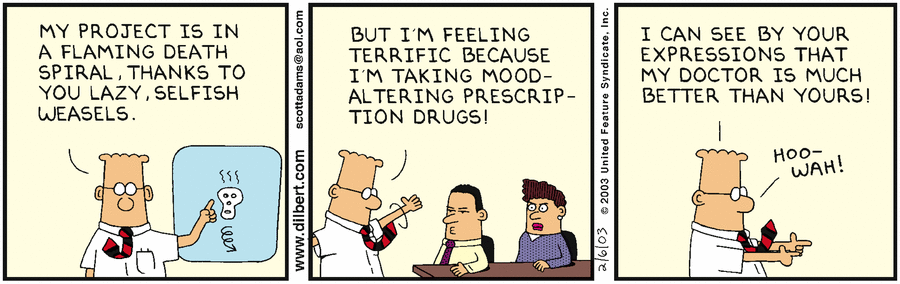 MY PROJECT IS IN
A FLAMING DEATH
SPIRAL, THANKS TO
YOU LAZY, SELFISH
WEASELS.
www.dilbert.com scottadams@aol.com
BUT I'M FEELING
TERRIFIC BECAUSE
I'M TAKING MOOD-
ALTERING PRESCRIP-
TION DRUGS!
2/6/03 © 2003 United Feature Syndicate, Inc.
I CAN SEE BY YOUR
EXPRESSIONS THAT
MY DOCTOR IS MUCH
BETTER THAN YOURS!
HOO-
WAH!